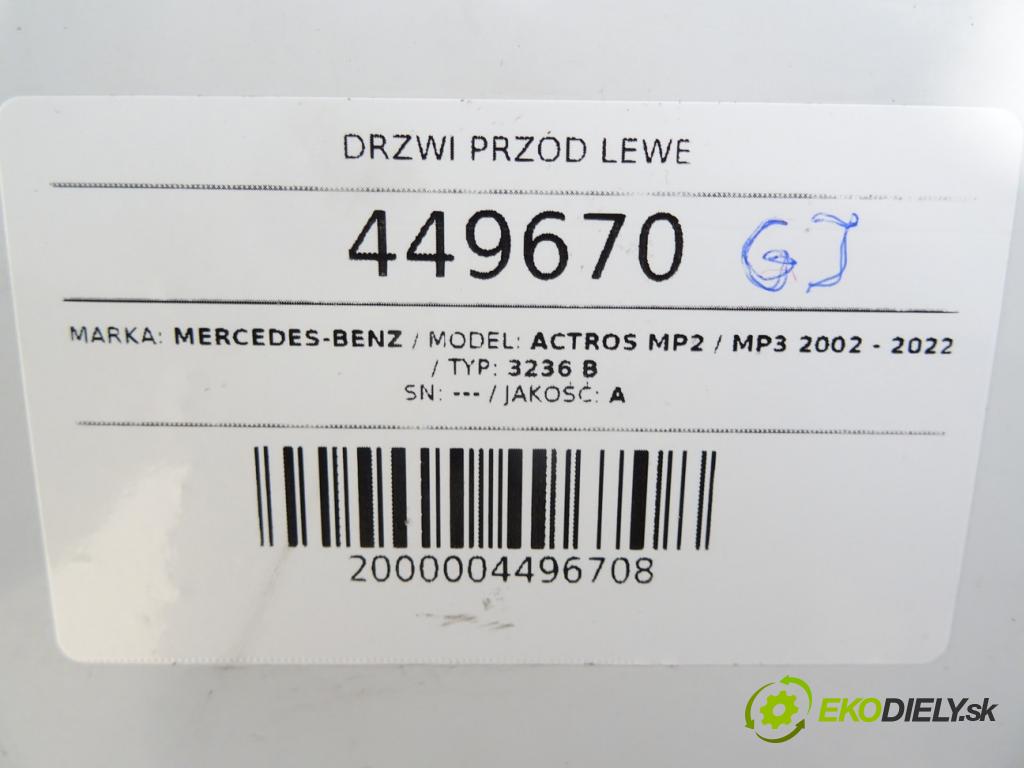 DRZWI PRZÓD LEWE
449670 GJ
MARKA: MERCEDES-BENZ / MODEL: ACTROS MP2 / MP3 2002 - 2022
/ TYP: 3236 B
SN: --- / JAKOŚĆ: A
2000004496708
EKODIELY.sk